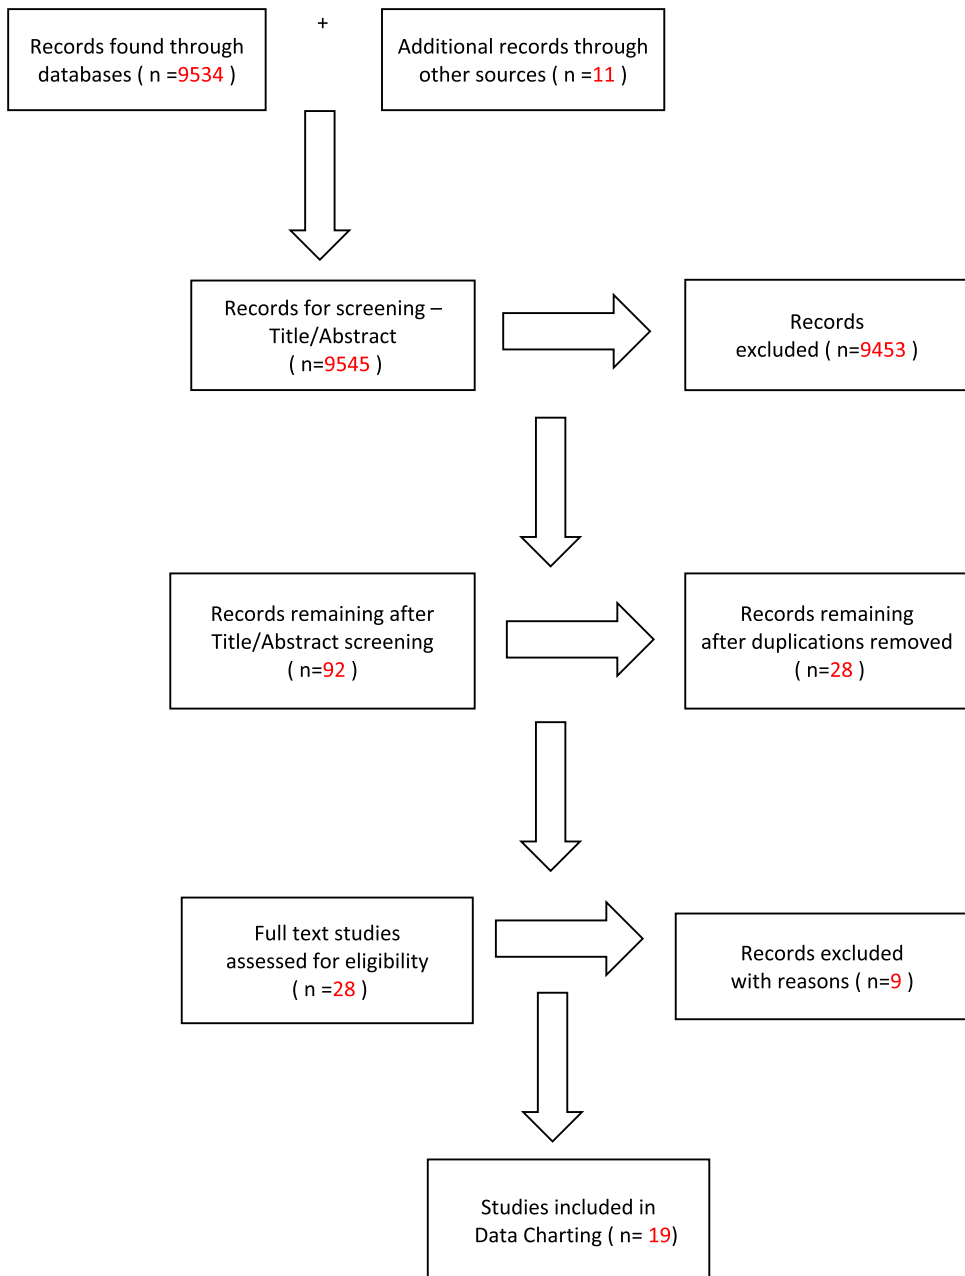 Records found through
databases ( n =9534 )
+
Additional records through
other sources ( n =11 )
Records for screening –
Title/Abstract
( n=9545 )
Records
excluded ( n=9453 )
Records remaining after
Title/Abstract screening
( n=92 )
Records remaining
after duplications removed
( n=28 )
Full text studies
assessed for eligibility
( n =28 )
Records excluded
with reasons ( n=9 )
Studies included in
Data Charting ( n= 19)